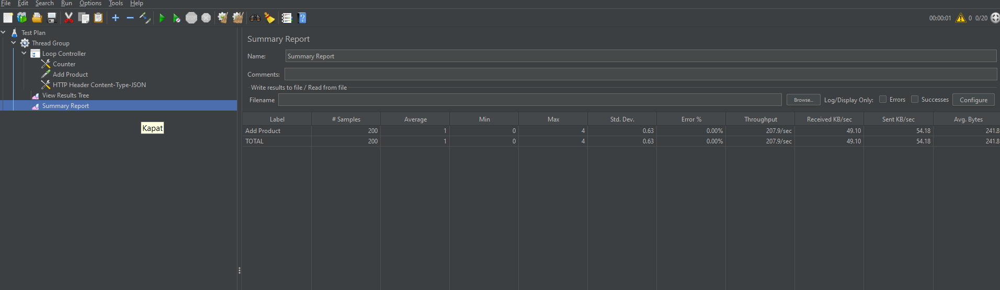 File Edit Search Run Options Tools Help
STOP
00:00:01 0 0/20
Test Plan
Thread Group
Loop Controller
Counter
Add Product
HTTP Header Content-Type-JSON
View Results Tree
Summary Report
Kapat
Summary Report
Name: Summary Report
Comments:
Write results to file / Read from file
Filename Browse... Log/Display Only: Errors Successes Configure
Label # Samples Average Min Max Std. Dev. Error % Throughput Received KB/sec Sent KB/sec Avg. Bytes
Add Product 200 1 0 4 0.63 0.00% 207.9/sec 49.10 54.18 241.8
TOTAL 200 1 0 4 0.63 0.00% 207.9/sec 49.10 54.18 241.8